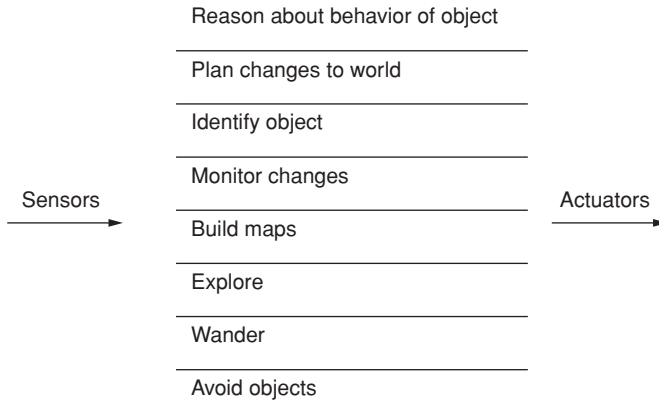 Reason about behavior of object
Plan changes to world
Identify object
Monitor changes
Sensors
Actuators
Build maps
Explore
Wander
Avoid objects